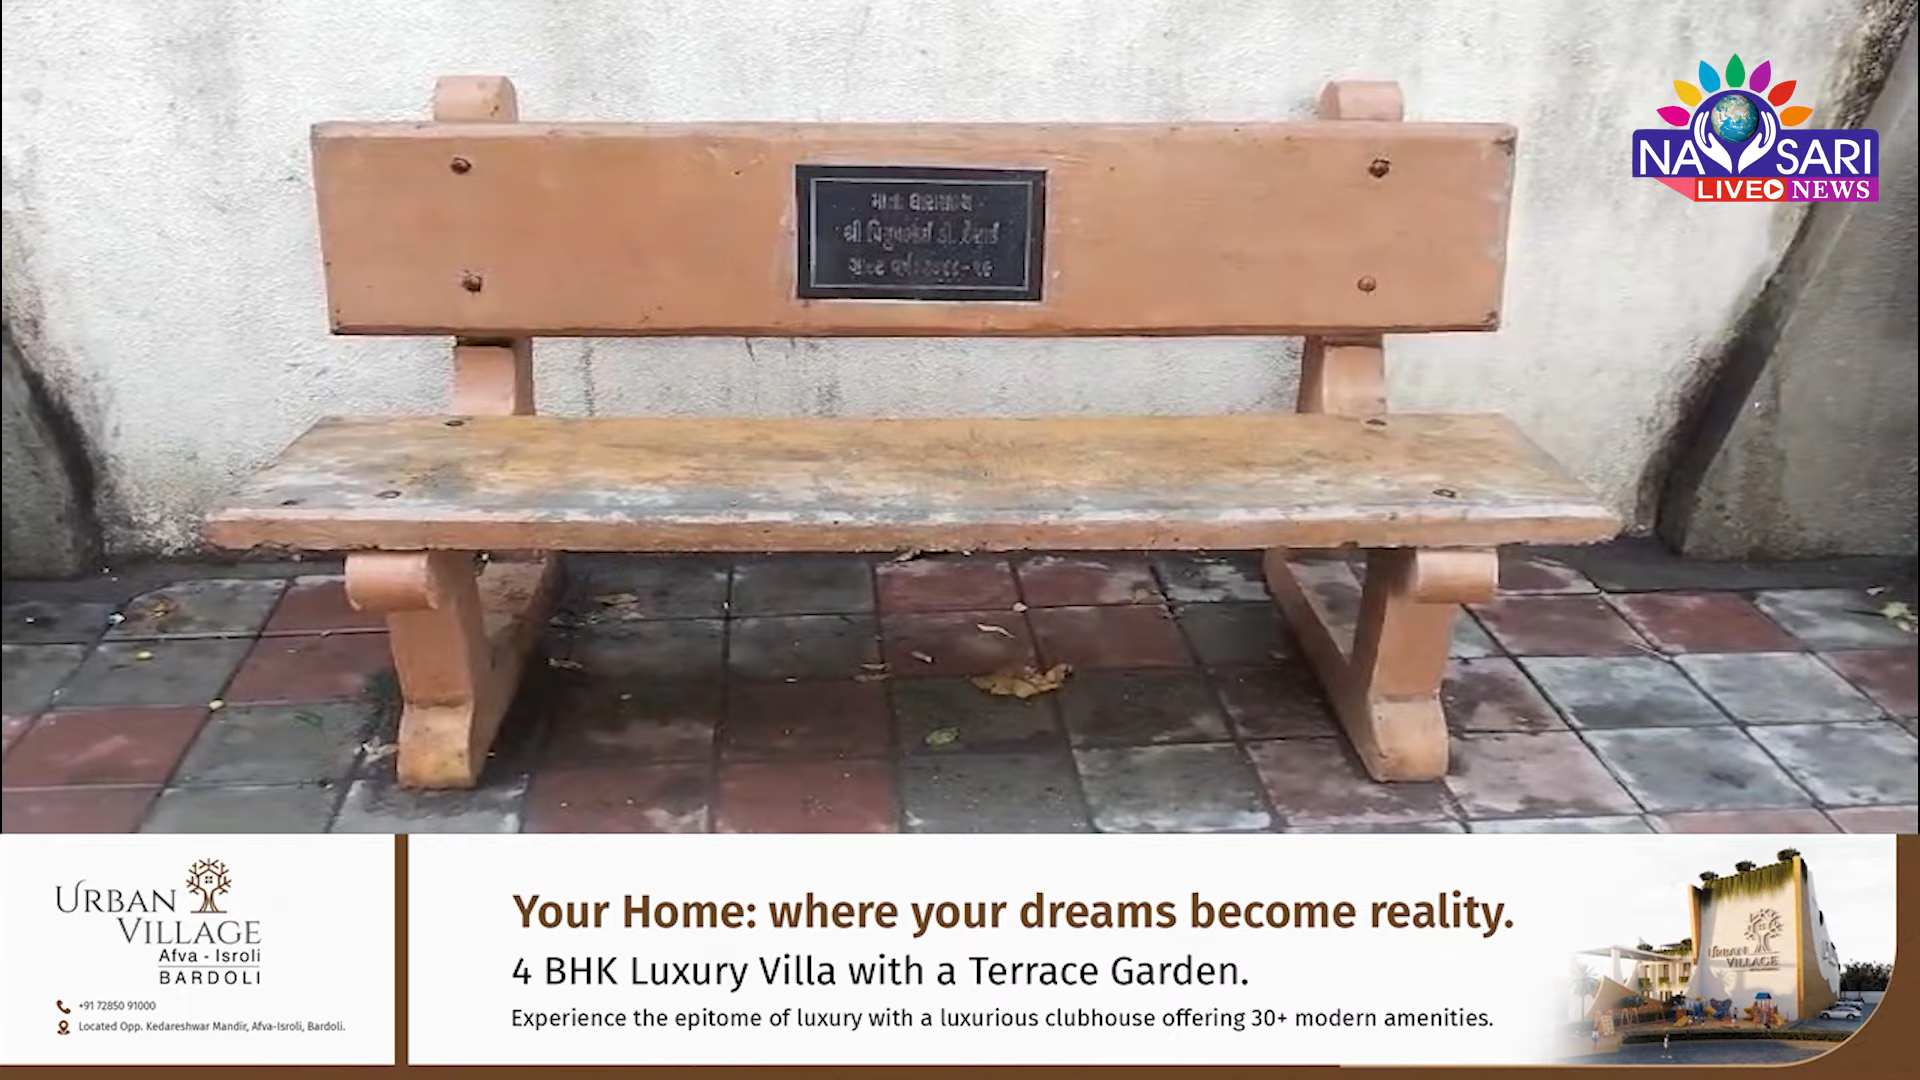 શ્રી
NAVSARI
LIVE NEWS
URBAN
VILLAGE
Afva - Isroli
BARDOLI
+91 72850 91000
Located Opp. Kedareshwar Mandir, Afva-Isroli, Bardoli.
Your Home: where your dreams become reality.
4 BHK Luxury Villa with a Terrace Garden.
Experience the epitome of luxury with a luxurious clubhouse offering 30+ modern amenities.
URBAN
VILLAGE